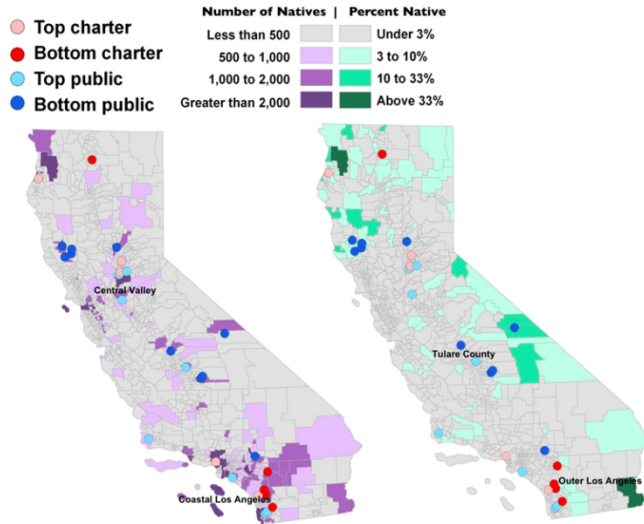 Top charter
Bottom charter
Top public
Bottom public
Number of Natives | Percent Native
Less than 500 Under 3%
500 to 1,000 3 to 10%
1,000 to 2,000 10 to 33%
Greater than 2,000 Above 33%
Central Valley
Coastal Los Angeles
Tulare County
Outer Los Angeles